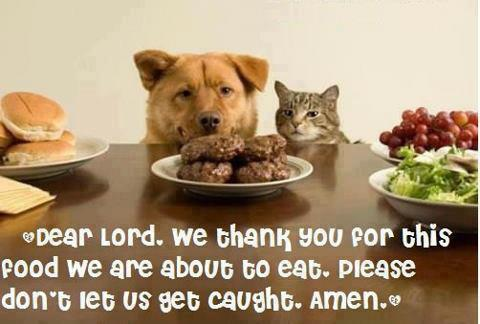 Dear Lord, we thank you for this
food we are about to eat. Please
don't let us get caught. Amen.